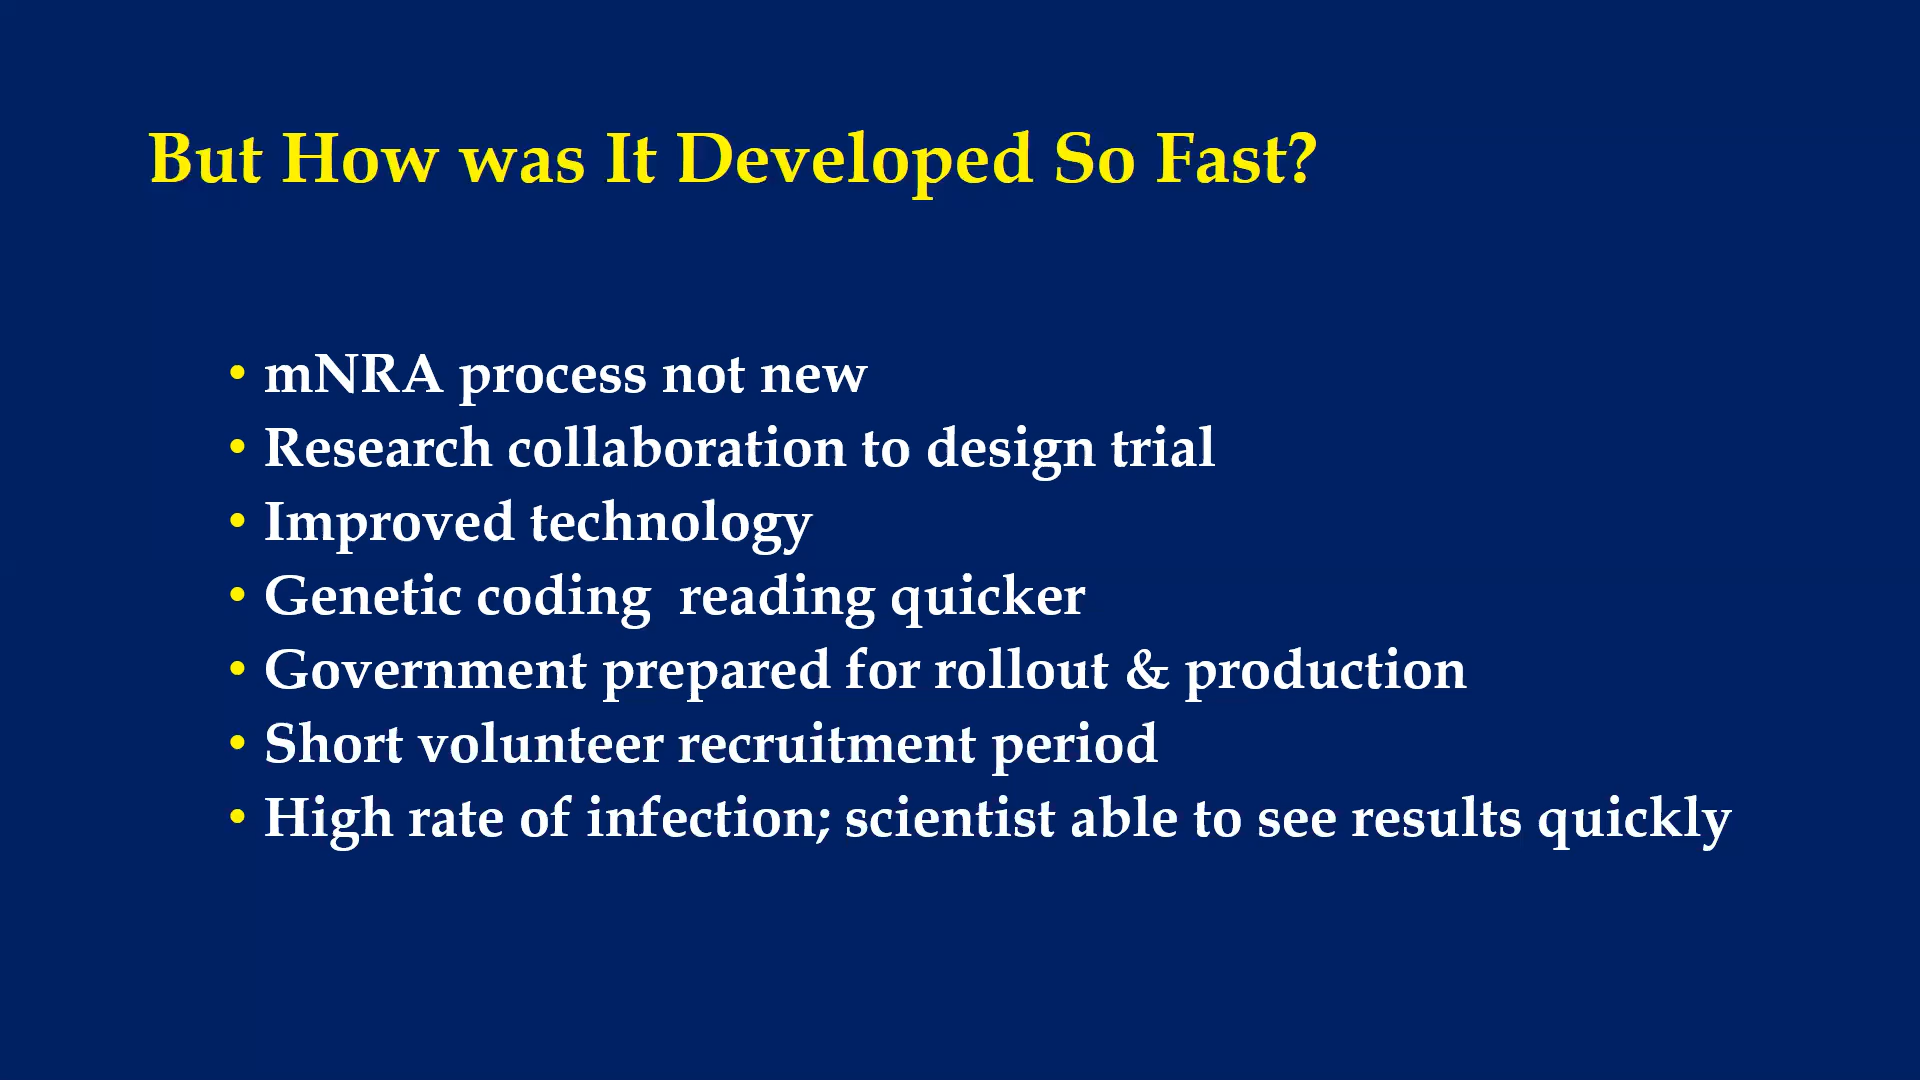 But How was It Developed So Fast?
• mNRA process not new
• Research collaboration to design trial
• Improved technology
• Genetic coding  reading quicker
• Government prepared for rollout & production
• Short volunteer recruitment period
• High rate of infection; scientist able to see results quickly